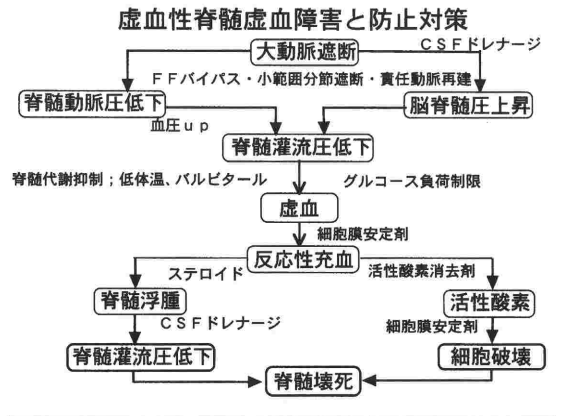 虚血性脊髄虚血障害と防止対策
大動脈遮断
CSFドレナージ
FFバイパス・小範囲分節遮断・責任動脈再建
脊髄動脈圧低下
脳脊髄圧上昇
血圧up
脊髄灌流圧低下
脊髄代謝抑制；低体温、バルビタール
グルコース負荷制限
虚血
細胞膜安定剤
反応性充血
ステロイド
活性酸素消去剤
脊髄浮腫
活性酸素
CSFドレナージ
細胞膜安定剤
脊髄灌流圧低下
細胞破壊
脊髄壊死